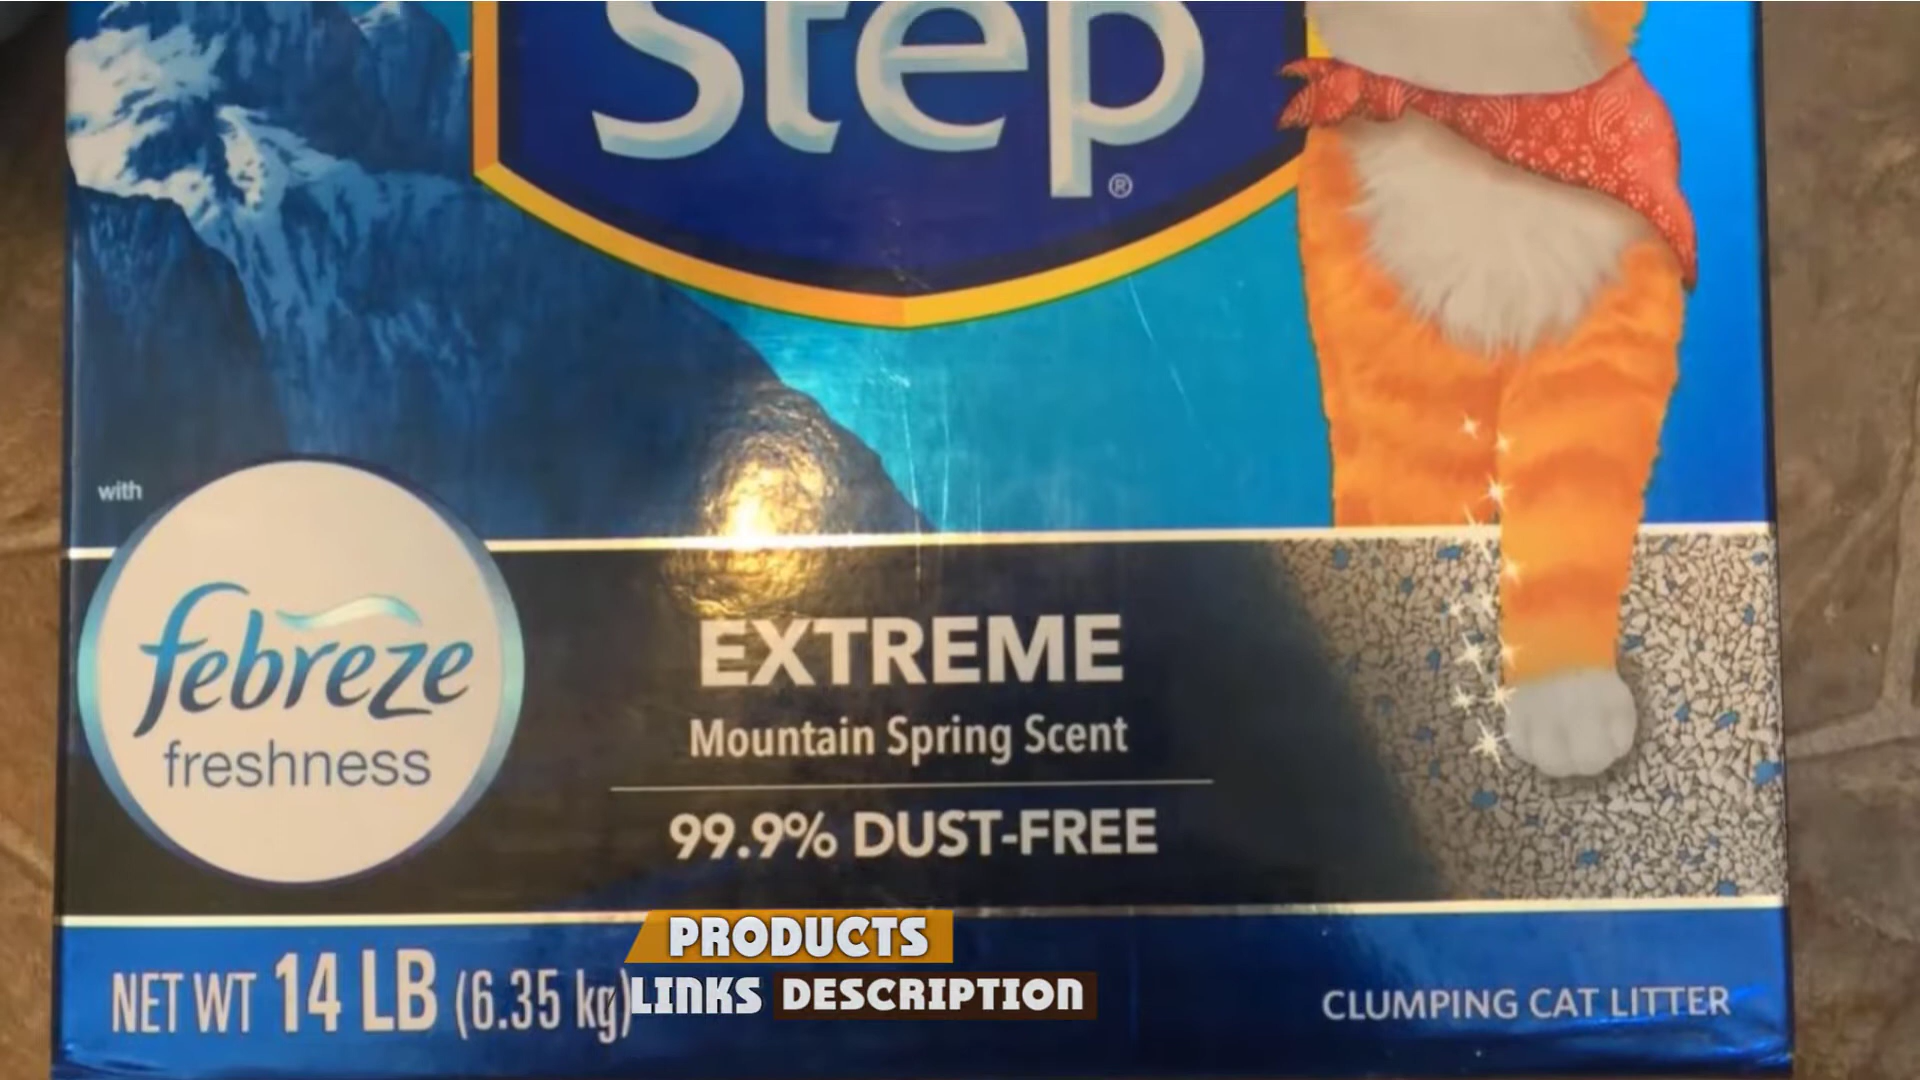 Step
®
with
febreze
freshness
EXTREME
Mountain Spring Scent
99.9% DUST-FREE
NET WT 14 LB (6.35 kg)
PRODUCTS
LINKS DESCRIPTION
CLUMPING CAT LITTER